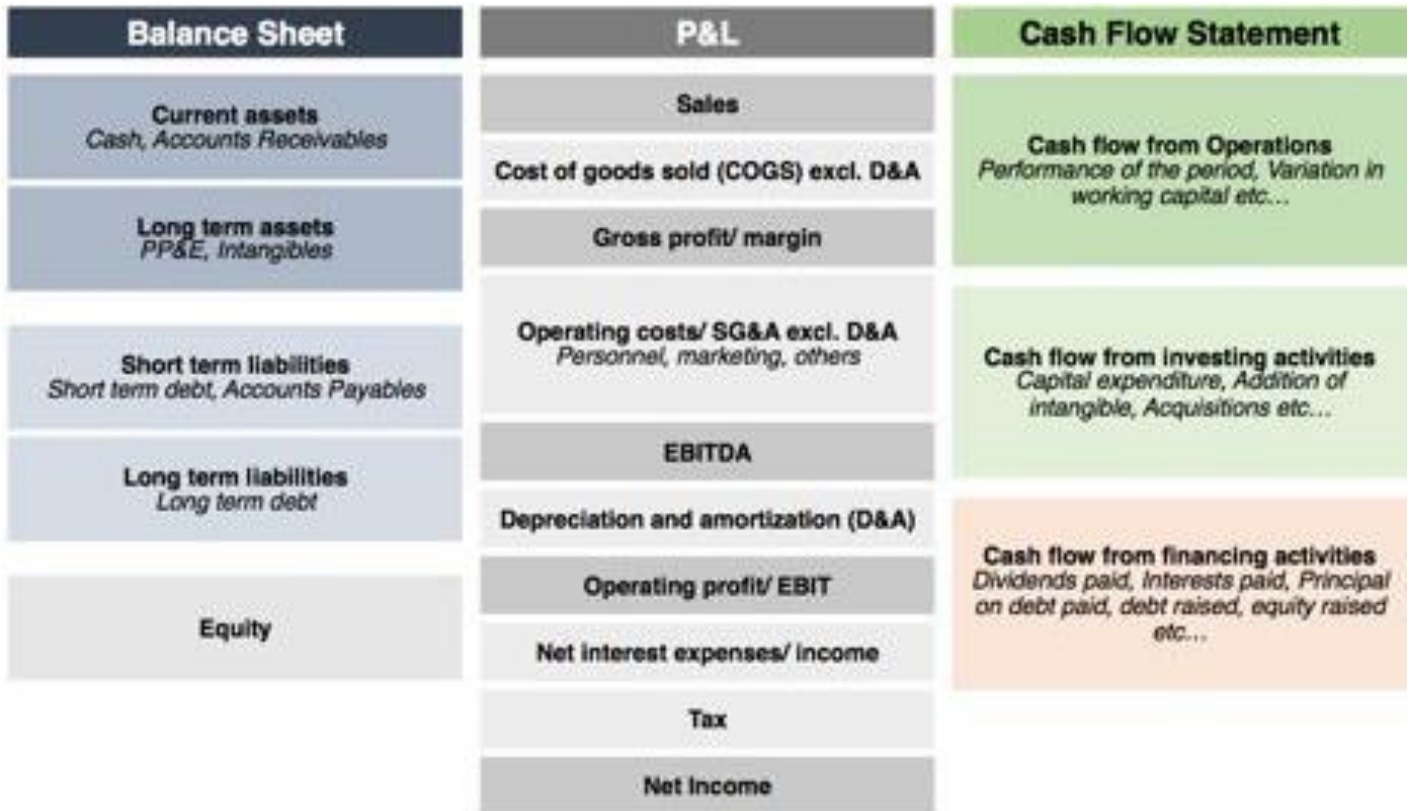 Balance Sheet
Current assets
Cash, Accounts Receivables
Long term assets
PP&E, Intangibles
Short term liabilities
Short term debt, Accounts Payables
Long term liabilities
Long term debt
Equity
P&L
Sales
Cost of goods sold (COGS) excl. D&A
Gross profit/ margin
Operating costs/ SG&A excl. D&A
Personnel, marketing, others
EBITDA
Depreciation and amortization (D&A)
Operating profit/ EBIT
Net interest expenses/ income
Tax
Net Income
Cash Flow Statement
Cash flow from Operations
Performance of the period, Variation in
working capital etc…
Cash flow from investing activities
Capital expenditure, Addition of
intangible, Acquisitions etc…
Cash flow from financing activities
Dividends paid, Interests paid, Principal
on debt paid, debt raised, equity raised
etc…